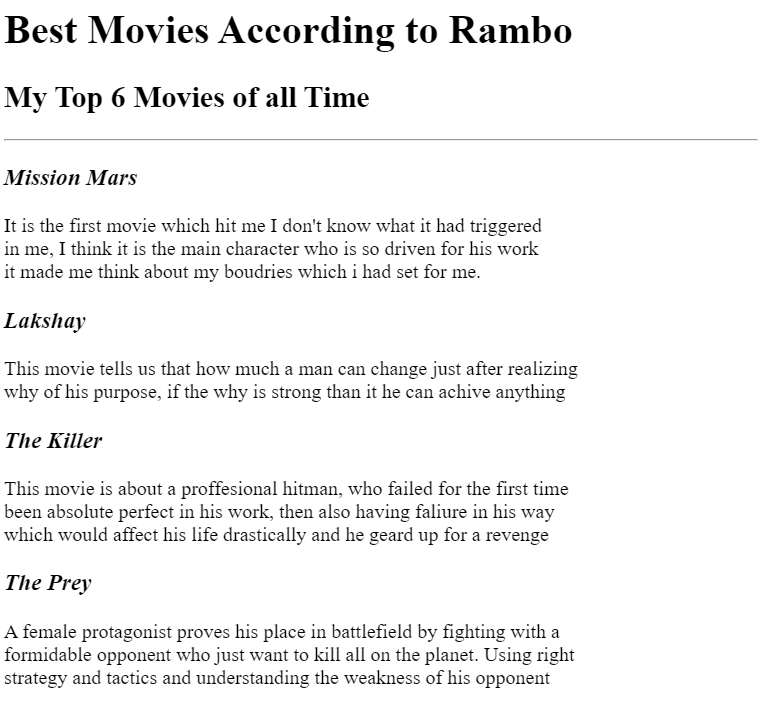 Best Movies According to Rambo
My Top 6 Movies of all Time
Mission Mars
It is the first movie which hit me I don't know what it had triggered
in me, I think it is the main character who is so driven for his work
it made me think about my boudries which i had set for me.
Lakshay
This movie tells us that how much a man can change just after realizing
why of his purpose, if the why is strong than it he can achive anything
The Killer
This movie is about a proffesional hitman, who failed for the first time
been absolute perfect in his work, then also having faliure in his way
which would affect his life drastically and he geard up for a revenge
The Prey
A female protagonist proves his place in battlefield by fighting with a
formidable opponent who just want to kill all on the planet. Using right
strategy and tactics and understanding the weakness of his opponent